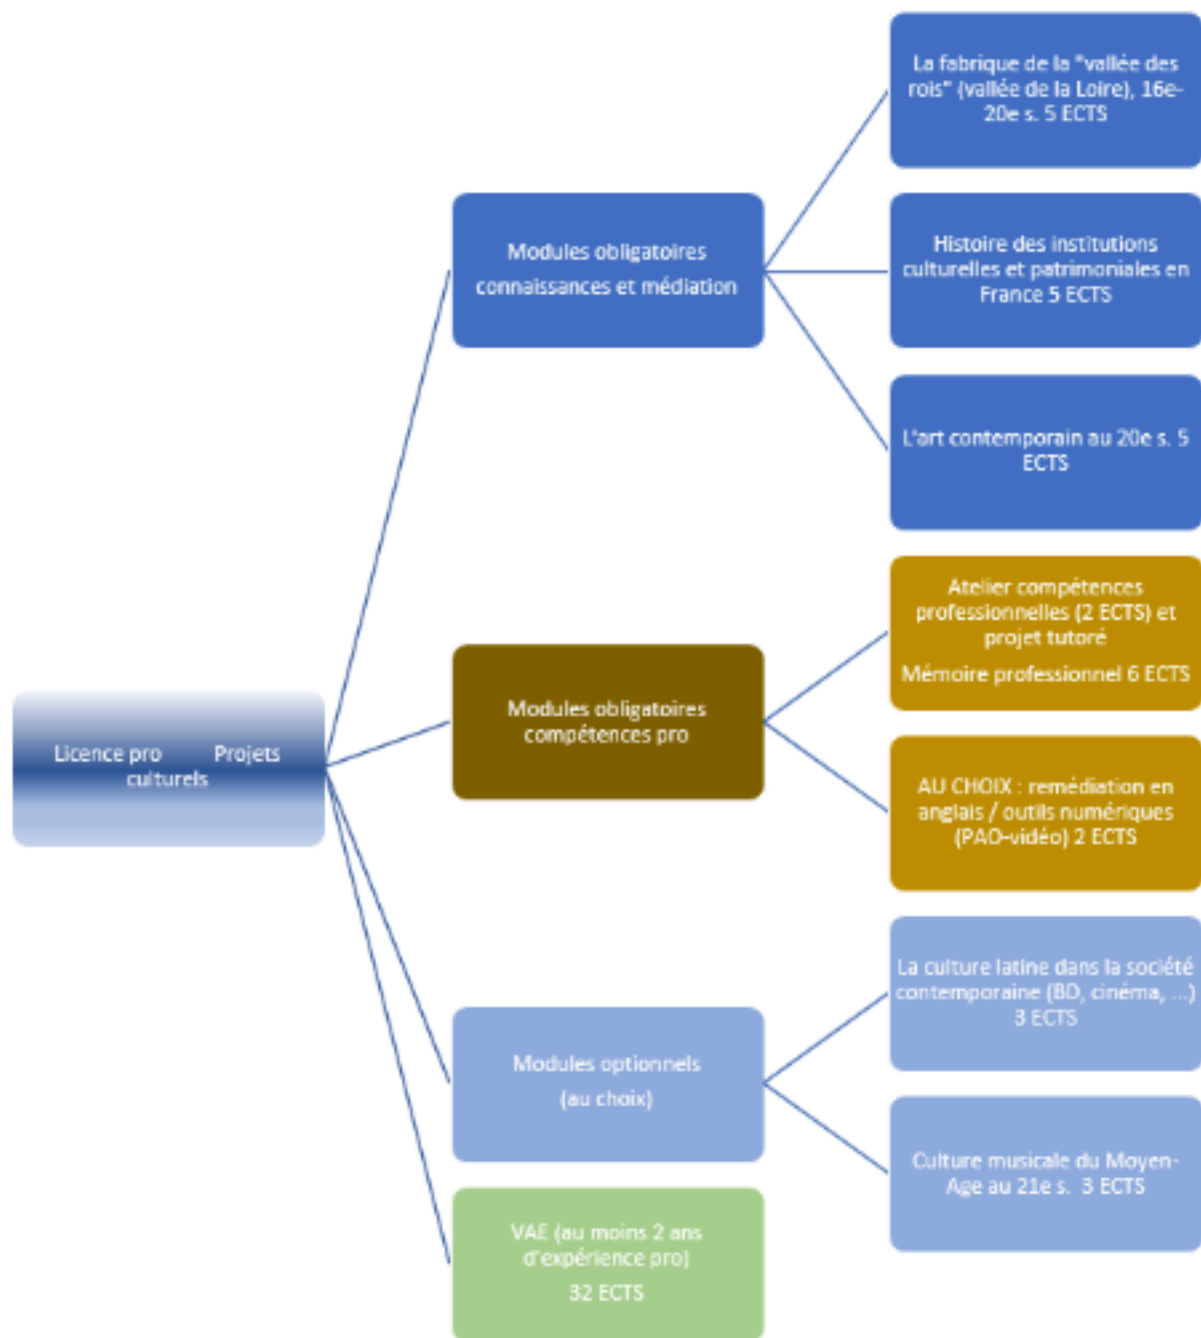 La fabrique de la "vallée des
rois" (vallée de la Loire), 16e-
20e s. 5 ECTS
Modules obligatoires
connaissances et médiation
Histoire des institutions
culturelles et patrimoniales en
France 5 ECTS
L'art contemporain au 20e s. 5
ECTS
Licence pro Projets
culturels
Modules obligatoires
compétences pro
Atelier compétences
professionnelles (2 ECTS) et
projet tutoré
Mémoire professionnel 6 ECTS
AU CHOIX : remédiation en
anglais / outils numériques
(PAO-vidéo) 2 ECTS
Modules optionnels
(au choix)
La culture latine dans la société
contemporaine (BD, cinéma, ...)
3 ECTS
Culture musicale du Moyen-
Age au 21e s. 3 ECTS
VAE (au moins 2 ans
d'expérience pro)
32 ECTS